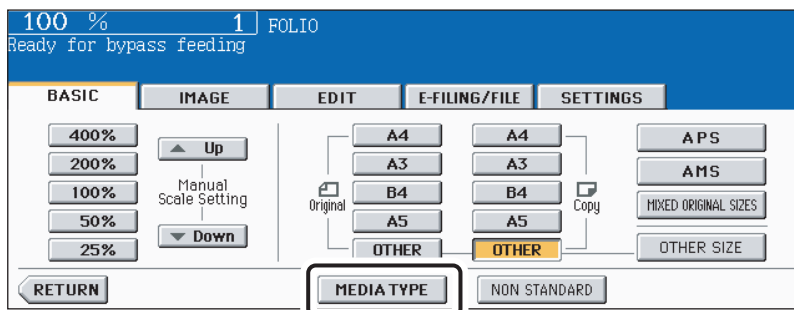 100 % 1 FOLIO
Ready for bypass feeding
BASIC IMAGE EDIT E-FILING/FILE SETTINGS
400% Up A4 A4 APS
200% A3 A3 AMS
100% Manual Scale Setting Original B4 B4 Copy MIXED ORIGINAL SIZES
50% Down A5 A5
25% OTHER OTHER OTHER SIZE
RETURN MEDIA TYPE NON STANDARD